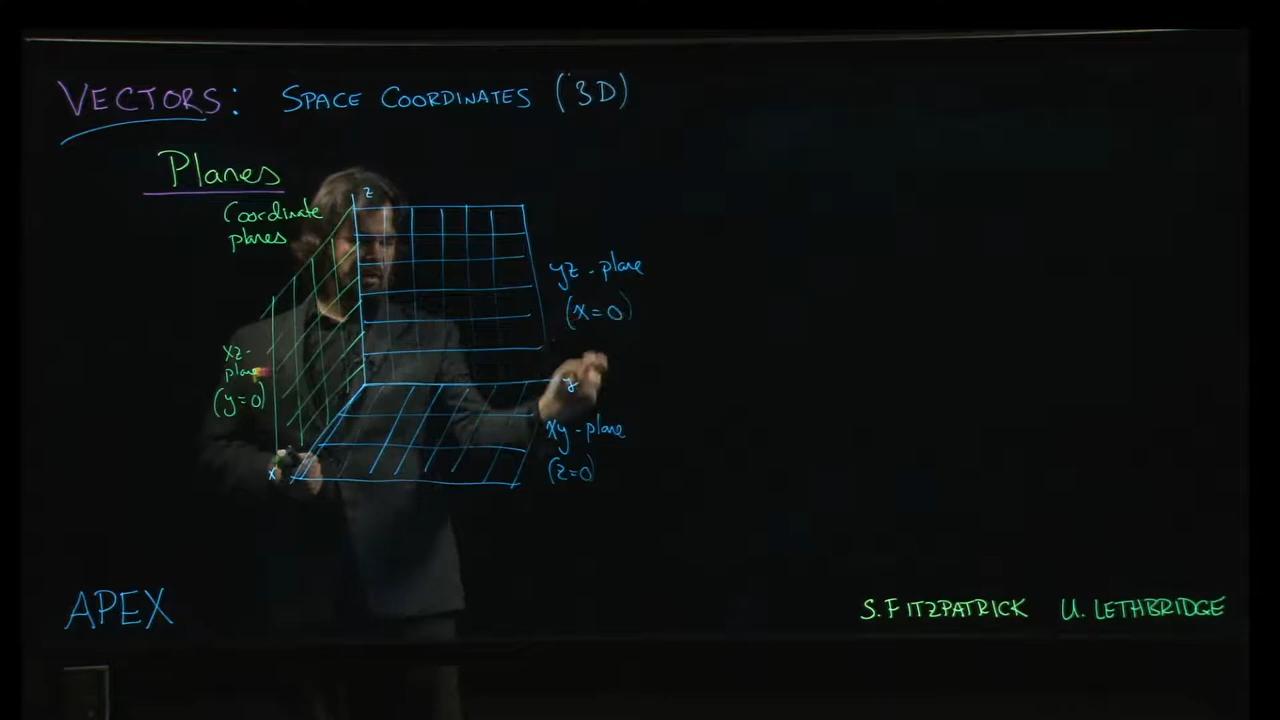 VECTORS: SPACE COORDINATES (3D)
Planes
Coordinate
planes
z
yz-plane
(x=0)
xz-
plane
(y=0)
y
xy-plane
(z=0)
x
APEX
S. FITZPATRICK U. LETHBRIDGE